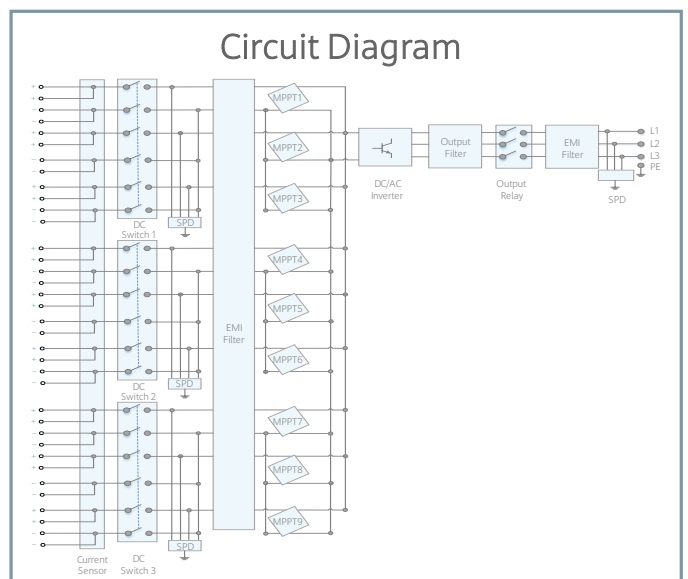 Circuit Diagram
MPPT1
MPPT2
MPPT3
SPD
DC
Switch 1
MPPT4
MPPT5
MPPT6
SPD
DC
Switch 2
EMI
Filter
MPPT7
MPPT8
MPPT9
SPD
Current
Sensor
DC
Switch 3
DC/AC
Inverter
Output
Filter
Output
Relay
EMI
Filter
L1
L2
L3
PE
SPD